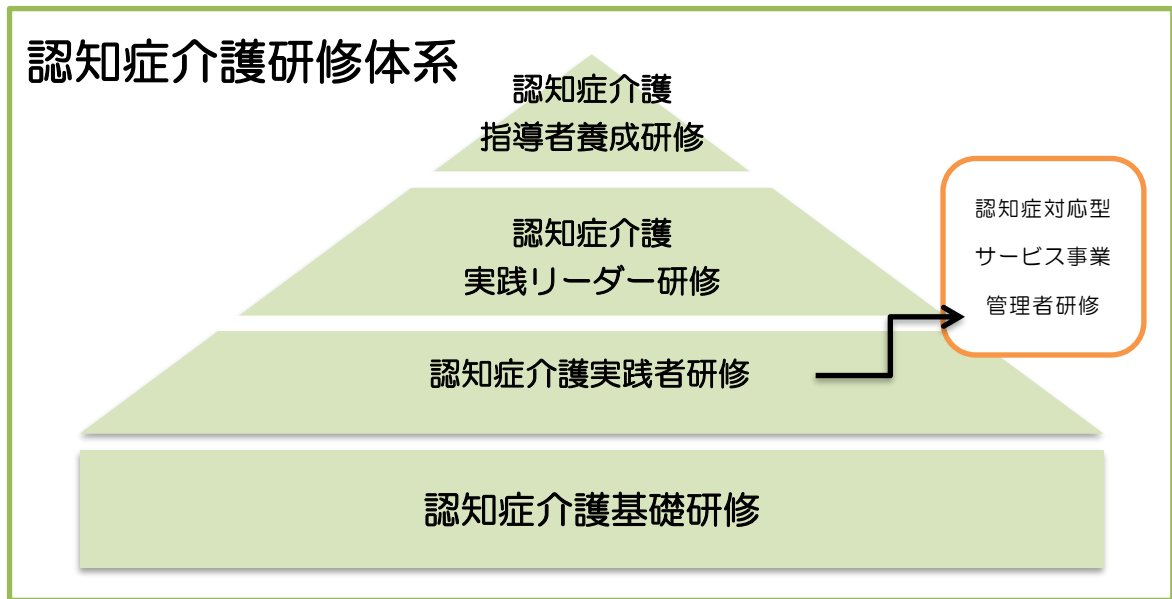 認知症介護研修体系
認知症介護
指導者養成研修
認知症介護
実践リーダー研修
認知症対応型
サービス事業
管理者研修
認知症介護実践者研修
認知症介護基礎研修